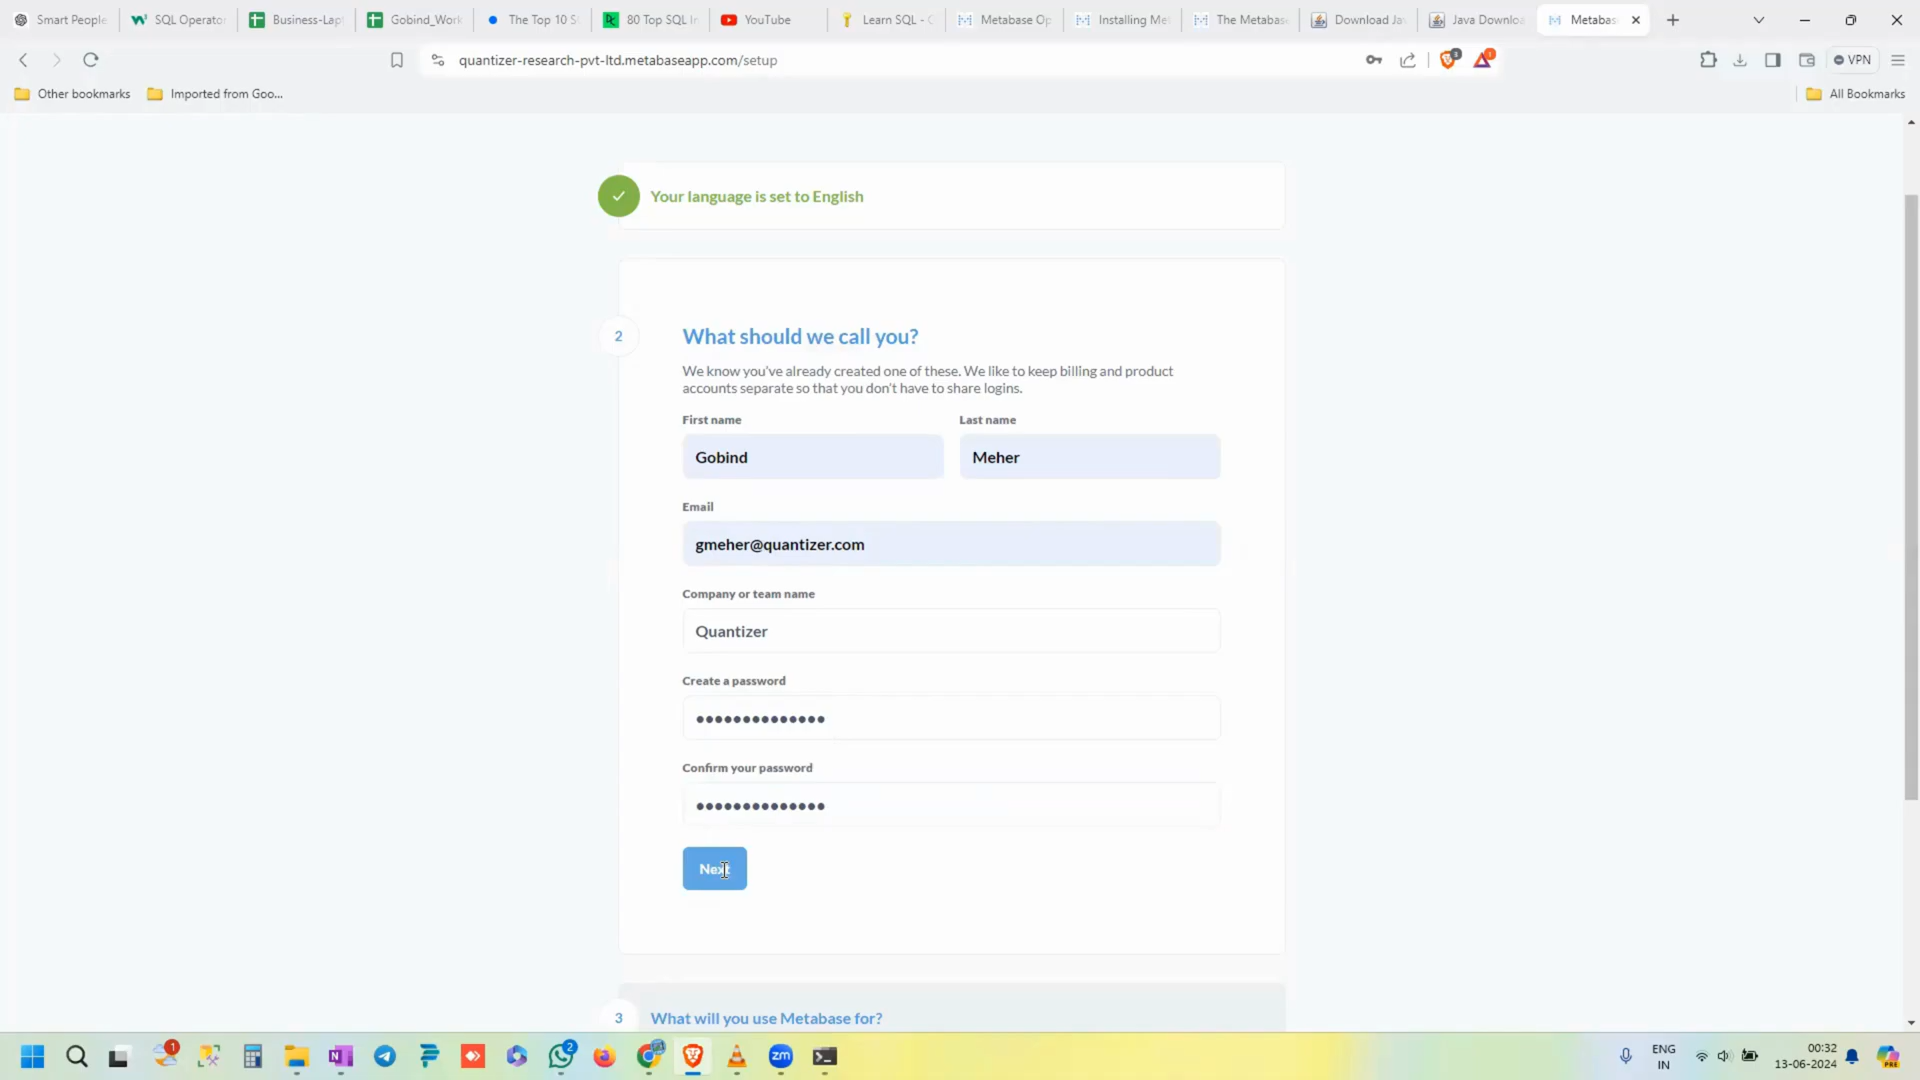 Smart People
SQL Operator
Business-Lap
Gobind_Work
The Top 10 S
80 Top SQL In
YouTube
Learn SQL - C
Metabase Op
Installing Met
The Metabase
Download Jav
Java Downlo
Metabas
quantizer-research-pvt-ltd.metabaseapp.com/setup
VPN
Other bookmarks
Imported from Goo...
All Bookmarks
Your language is set to English
2
What should we call you?
We know you've already created one of these. We like to keep billing and product
accounts separate so that you don't have to share logins.
First name
Last name
Gobind
Meher
Email
gmeher@quantizer.com
Company or team name
Quantizer
Create a password
Confirm your password
Next
3
What will you use Metabase for?
ENG
IN
00:32
13-06-2024